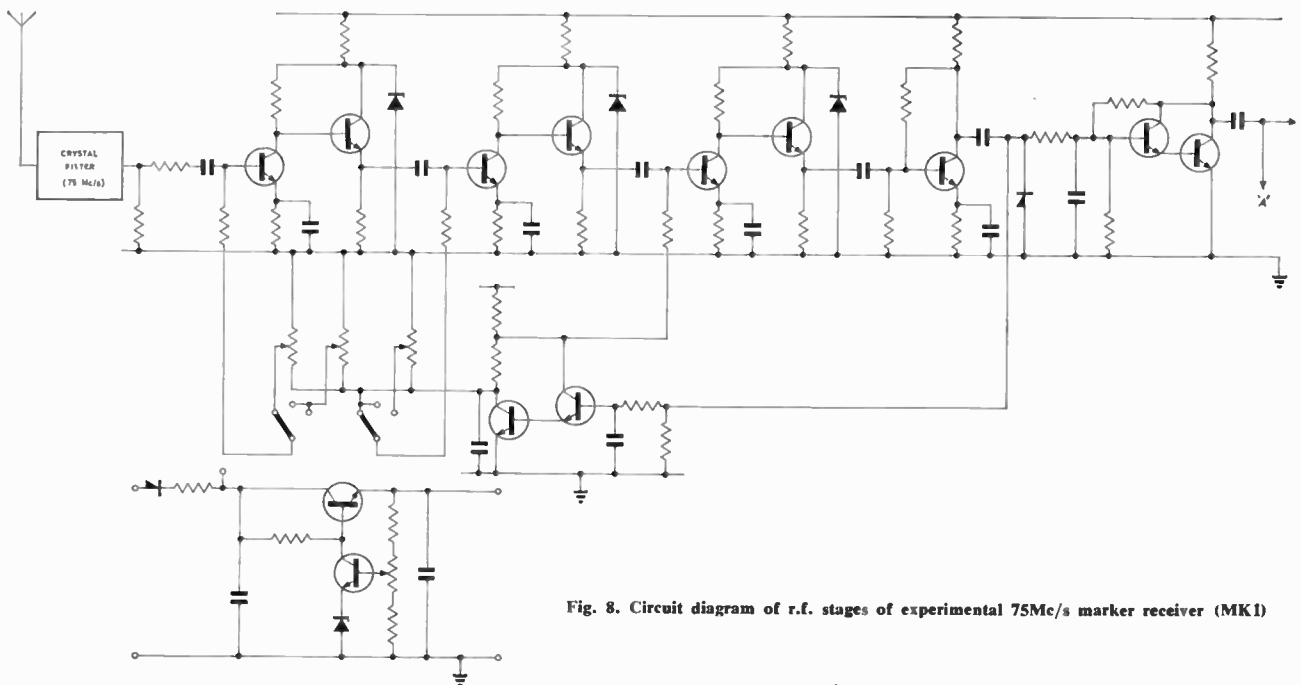 CRYSTAL
FILTER
(75 Mc/s)
'A'
Fig. 8. Circuit diagram of r.f. stages of experimental 75Mc/s marker receiver (MK1)